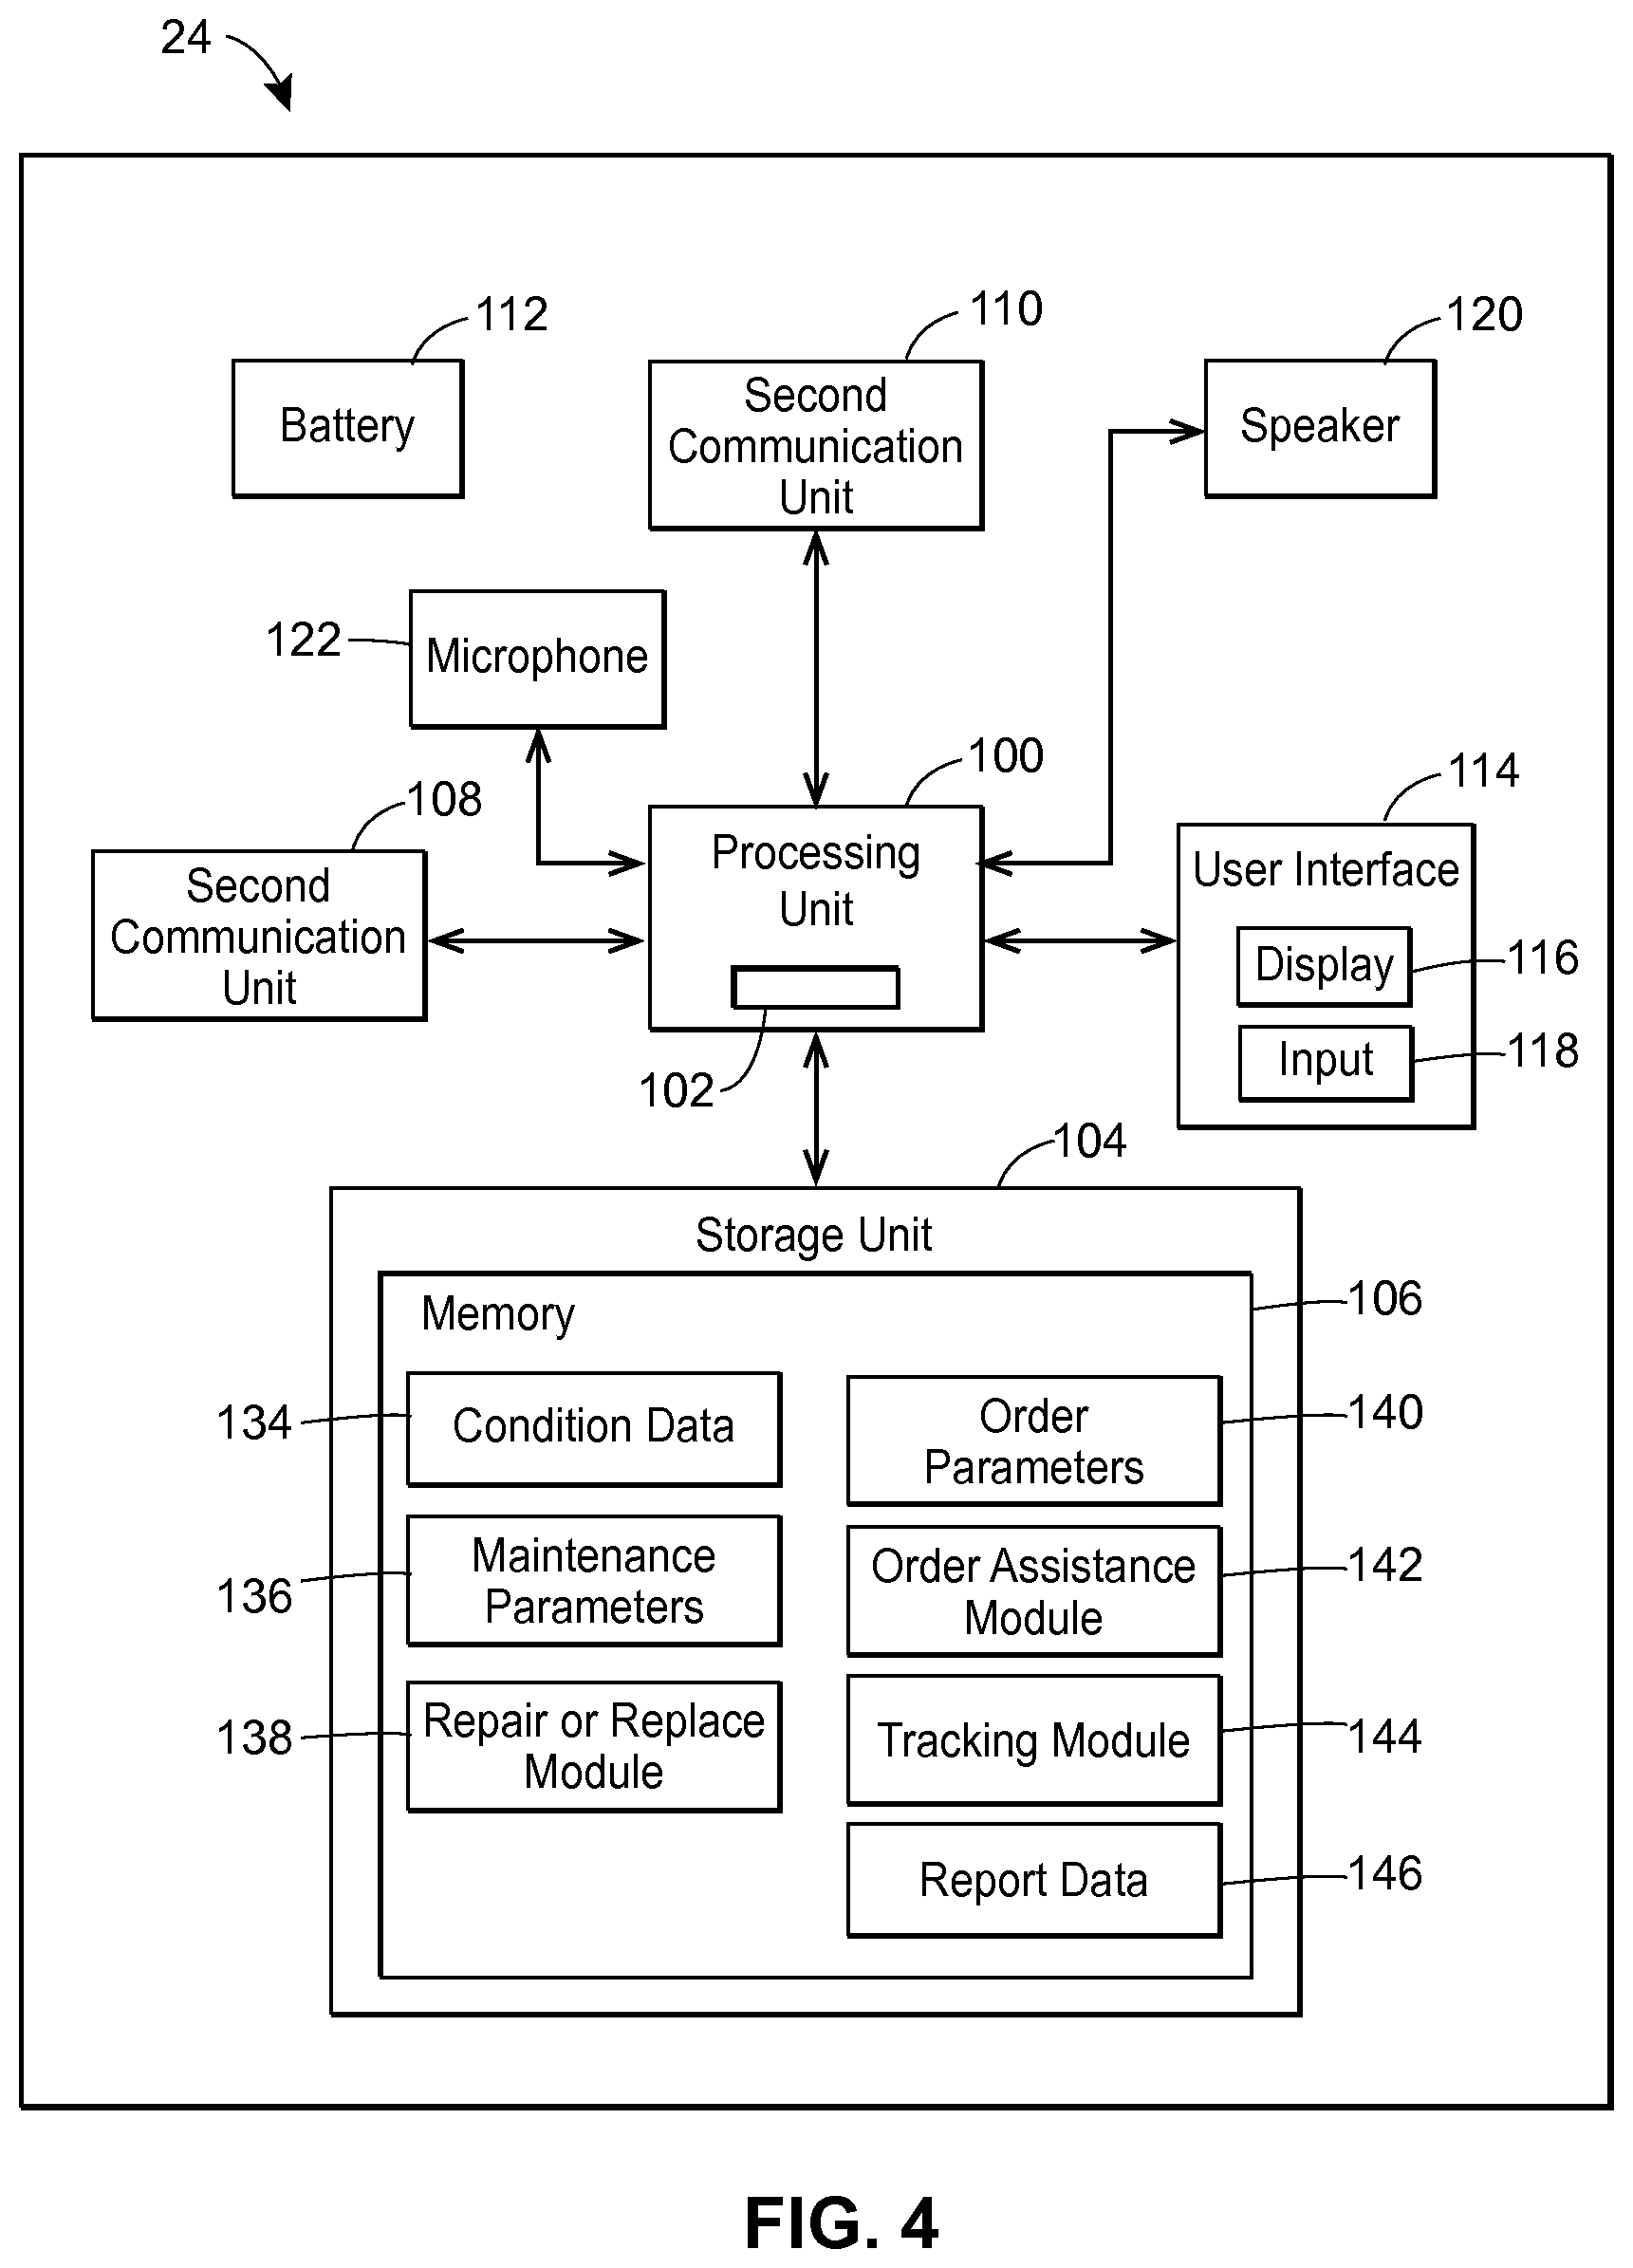 24
112
110
120
Battery
Second
Communication
Unit
Speaker
122
Microphone
108
100
114
Second
Communication
Unit
Processing
Unit
User Interface
Display
116
Input
118
102
104
Storage Unit
Memory
106
134
Condition Data
Order
Parameters
140
136
Maintenance
Parameters
Order Assistance
Module
142
138
Repair or Replace
Module
Tracking Module
144
Report Data
146
FIG. 4